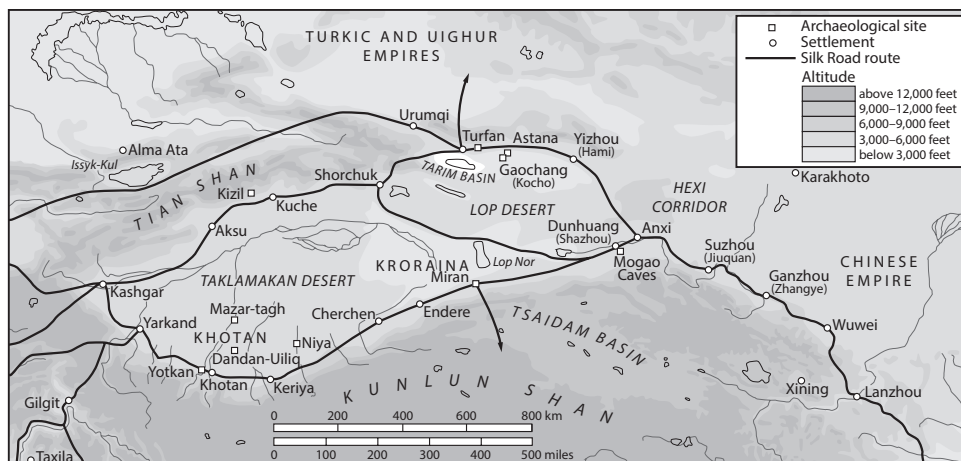 TURKIC AND UIGHUR
EMPIRES
Archaeological site
Settlement
Silk Road route
Altitude
above 12,000 feet
9,000–12,000 feet
6,000–9,000 feet
3,000–6,000 feet
below 3,000 feet
Urumqi
Turfan
Astana
Yizhou
(Hami)
Alma Ata
Issyk-Kul
TARIM BASIN
Gaochang
(Kocho)
Karakhoto
TIAN SHAN
Kizil
Shorchuk
Kuche
LOP DESERT
HEXI
CORRIDOR
Aksu
Dunhuang
(Shazhou)
Anxi
Lop Nor
Mogao
Caves
Suzhou
(Jiuquan)
CHINESE
EMPIRE
KRORAINA
TAKLAMAKAN DESERT
Miran
Kashgar
Ganzhou
(Zhangye)
Mazar-tagh
Cherchen
Endere
TSAIDAM BASIN
Yarkand
KHOTAN
Niya
Wuwei
Dandan-Uiliq
Yotkan
Khotan
Keriya
KUNLUN SHAN
Xining
Lanzhou
Gilgit
0 200 400 600 800 km
0 100 200 300 400 500 miles
Taxila